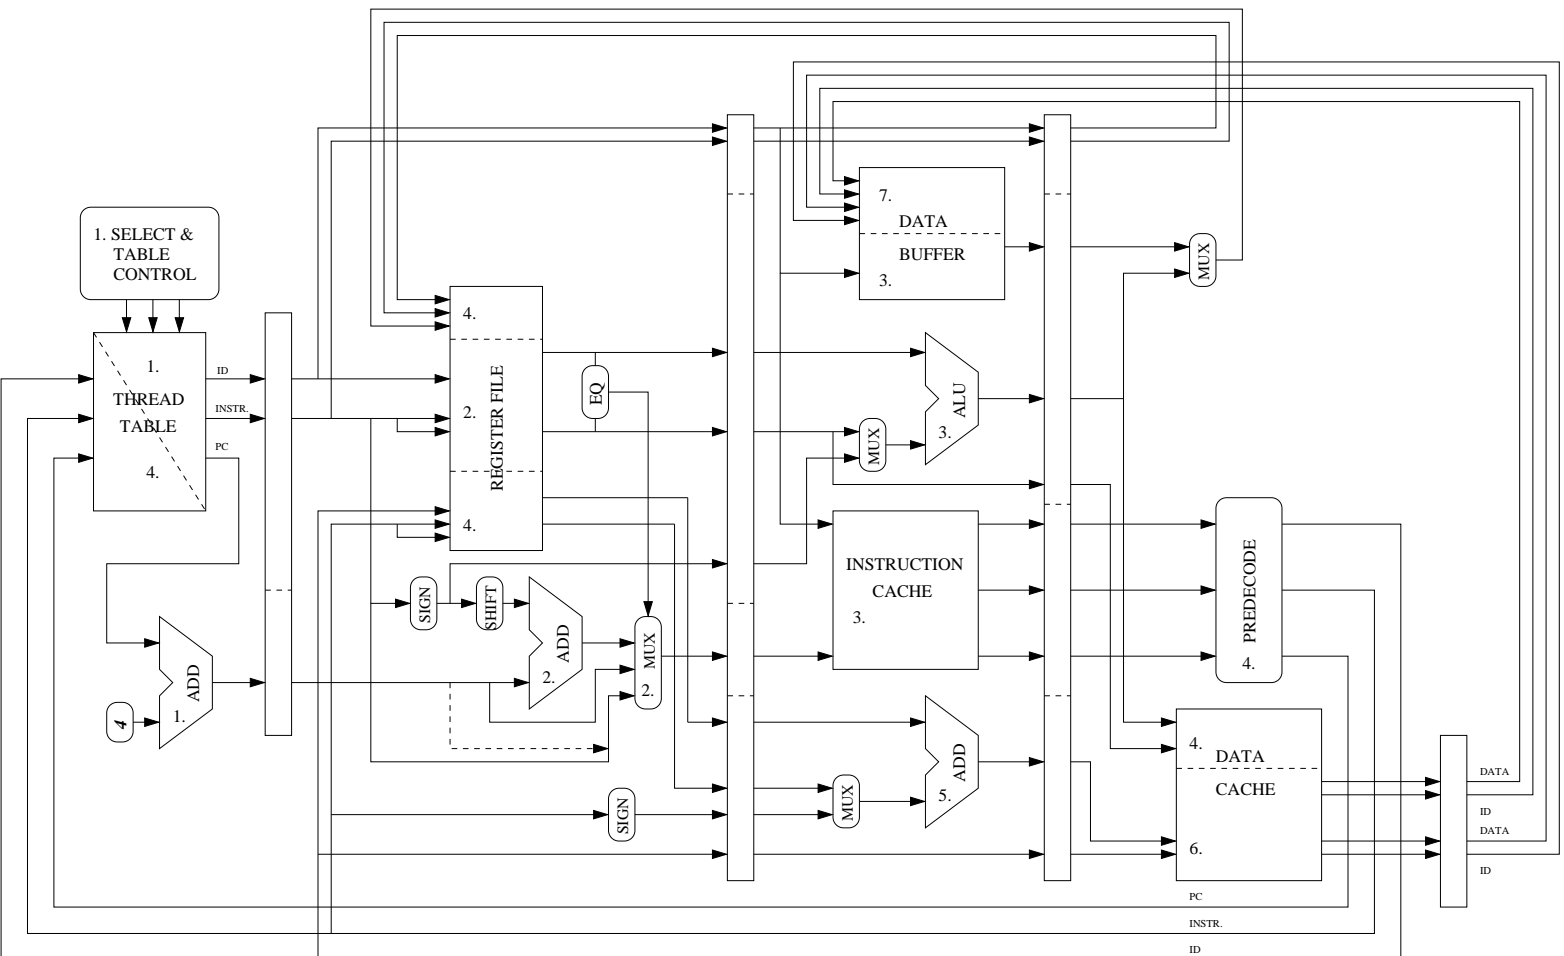 1. SELECT &
TABLE
CONTROL
1.
THREAD
TABLE
4.
ID
INSTR.
PC
4
ADD
1.
4.
2.
REGISTER FILE
4.
EQ
SIGN
SHIFT
ADD
2.
MUX
2.
SIGN
7.
DATA
BUFFER
3.
MUX
ALU
3.
MUX
INSTRUCTION
CACHE
3.
MUX
ADD
5.
PREDECODE
4.
4.
DATA
CACHE
6.
DATA
ID
DATA
ID
PC
INSTR.
ID